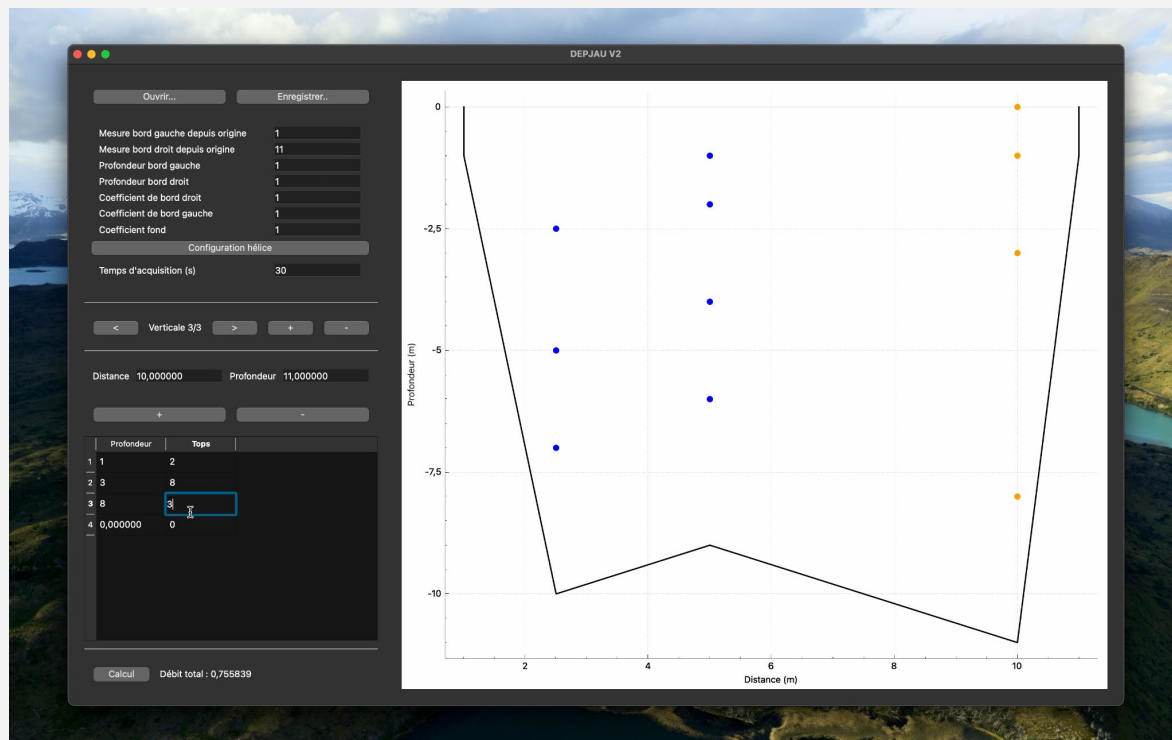 DEPJAU V2
Ouvrir... Enregistrer..
Mesure bord gauche depuis origine 1
Mesure bord droit depuis origine 11
Profondeur bord gauche 1
Profondeur bord droit 1
Coefficient de bord droit 1
Coefficient de bord gauche 1
Coefficient fond 1
Configuration hélice
Temps d'acquisition (s) 30
< Verticale 3/3 > + -
Distance 10,000000 Profondeur 11,000000
+ -
Profondeur Tops
1 1 2
2 3 8
3 8 3
4 0,000000 0
Calcul Débit total : 0,755839
0
-2,5
-5
-7,5
-10
Profondeur (m)
2 4 6 8 10
Distance (m)